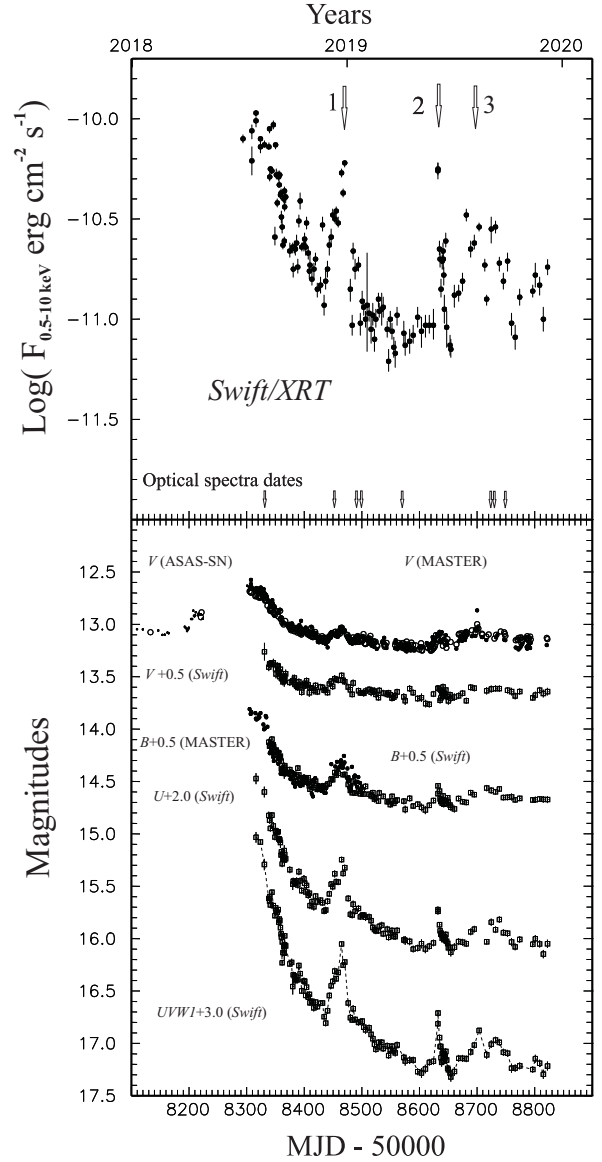 Years
2018 2019 2020
1 2 3
−10.0
−10.5
−11.0
−11.5
Log( F0.5-10 keV erg cm-2 s-1)
Swift/XRT
Optical spectra dates
V (ASAS-SN) V (MASTER)
12.5
13.0
13.5
V +0.5 (Swift)
14.0
B+0.5 (MASTER) B+0.5 (Swift)
14.5
U+2.0 (Swift)
15.0
15.5
16.0
16.5
UVW1+3.0 (Swift)
17.0
17.5
Magnitudes
8200 8300 8400 8500 8600 8700 8800
MJD - 50000